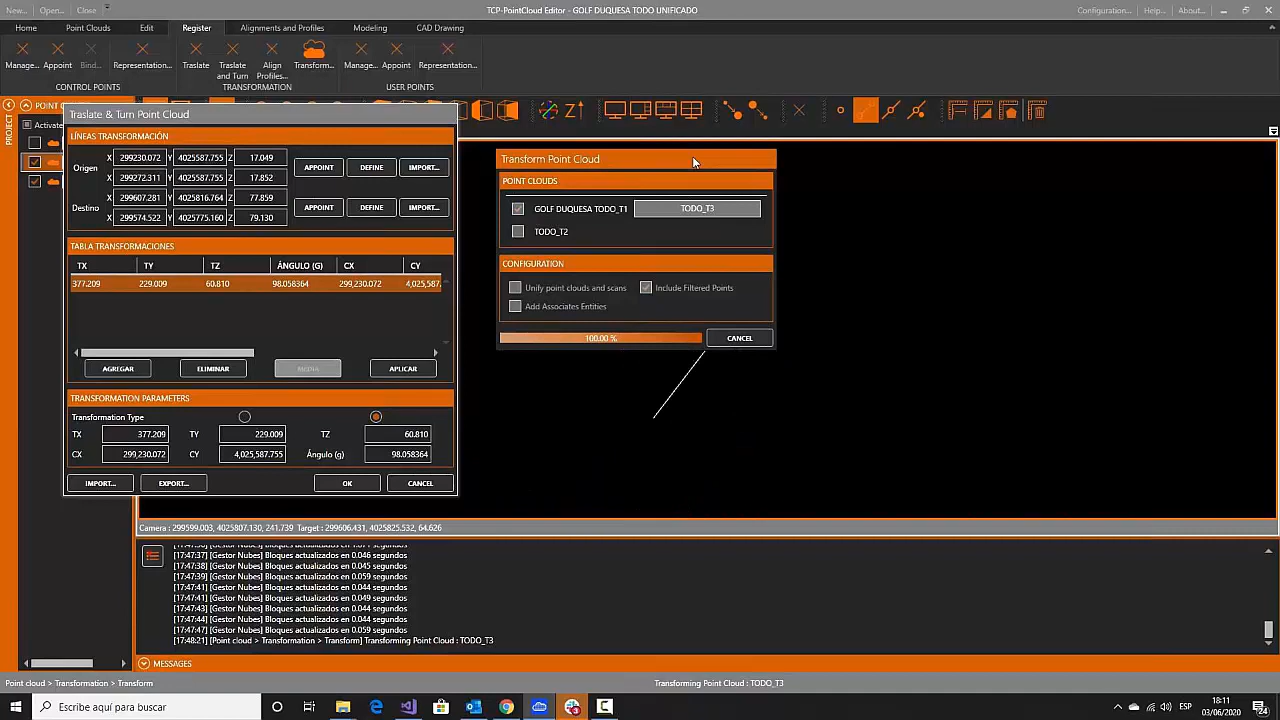 New... Open... Close TCP-PointCloud Editor - GOLF DUQUESA TODO UNIFICADO Configuration... Help... About...
Home Point Clouds Edit Register Alignments and Profiles Modeling CAD Drawing
Manage... Appoint Bind... Representation... Traslate Traslate and Turn Align Profiles... Transform... Manage... Appoint Representation...
CONTROL POINTS TRANSFORMATION USER POINTS
PROJECT
Activate
Traslate & Turn Point Cloud
LÍNEAS TRANSFORMACIÓN
Origen X 299230.072 Y 4025587.755 Z 17.049 APPOINT DEFINE IMPORT...
X 299272.311 Y 4025587.755 Z 17.852
Destino X 299607.281 Y 4025816.764 Z 77.859 APPOINT DEFINE IMPORT...
X 299574.522 Y 4025775.160 Z 79.130
TABLA TRANSFORMACIONES
TX TY TZ ÁNGULO (G) CX CY
377.209 229.009 60.810 98.058364 299,230.072 4,025,587.
AGREGAR ELIMINAR MEDIA APLICAR
TRANSFORMATION PARAMETERS
Transformation Type
TX 377.209 TY 229.009 TZ 60.810
CX 299,230.072 CY 4,025,587.755 Ángulo (g) 98.058364
IMPORT... EXPORT... OK CANCEL
Transform Point Cloud
POINT CLOUDS
GOLF DUQUESA TODO_T1 TODO_T3
TODO_T2
CONFIGURATION
Unify point clouds and scans Include Filtered Points
Add Associates Entities
100.00 % CANCEL
Camera : 299599.003, 4025807.130, 241.739 Target : 299606.431, 4025825.532, 64.626
[17:47:37] [Gestor Nubes] Bloques actualizados en 0.046 segundos
[17:47:38] [Gestor Nubes] Bloques actualizados en 0.045 segundos
[17:47:39] [Gestor Nubes] Bloques actualizados en 0.059 segundos
[17:47:41] [Gestor Nubes] Bloques actualizados en 0.044 segundos
[17:47:41] [Gestor Nubes] Bloques actualizados en 0.049 segundos
[17:47:43] [Gestor Nubes] Bloques actualizados en 0.044 segundos
[17:47:44] [Gestor Nubes] Bloques actualizados en 0.044 segundos
[17:47:47] [Gestor Nubes] Bloques actualizados en 0.059 segundos
[17:48:21] [Point cloud > Transformation > Transform] Transforming Point Cloud : TODO_T3
MESSAGES
Point cloud > Transformation > Transform Transforming Point Cloud : TODO_T3
Escribe aquí para buscar ESP 18:11
03/06/2020